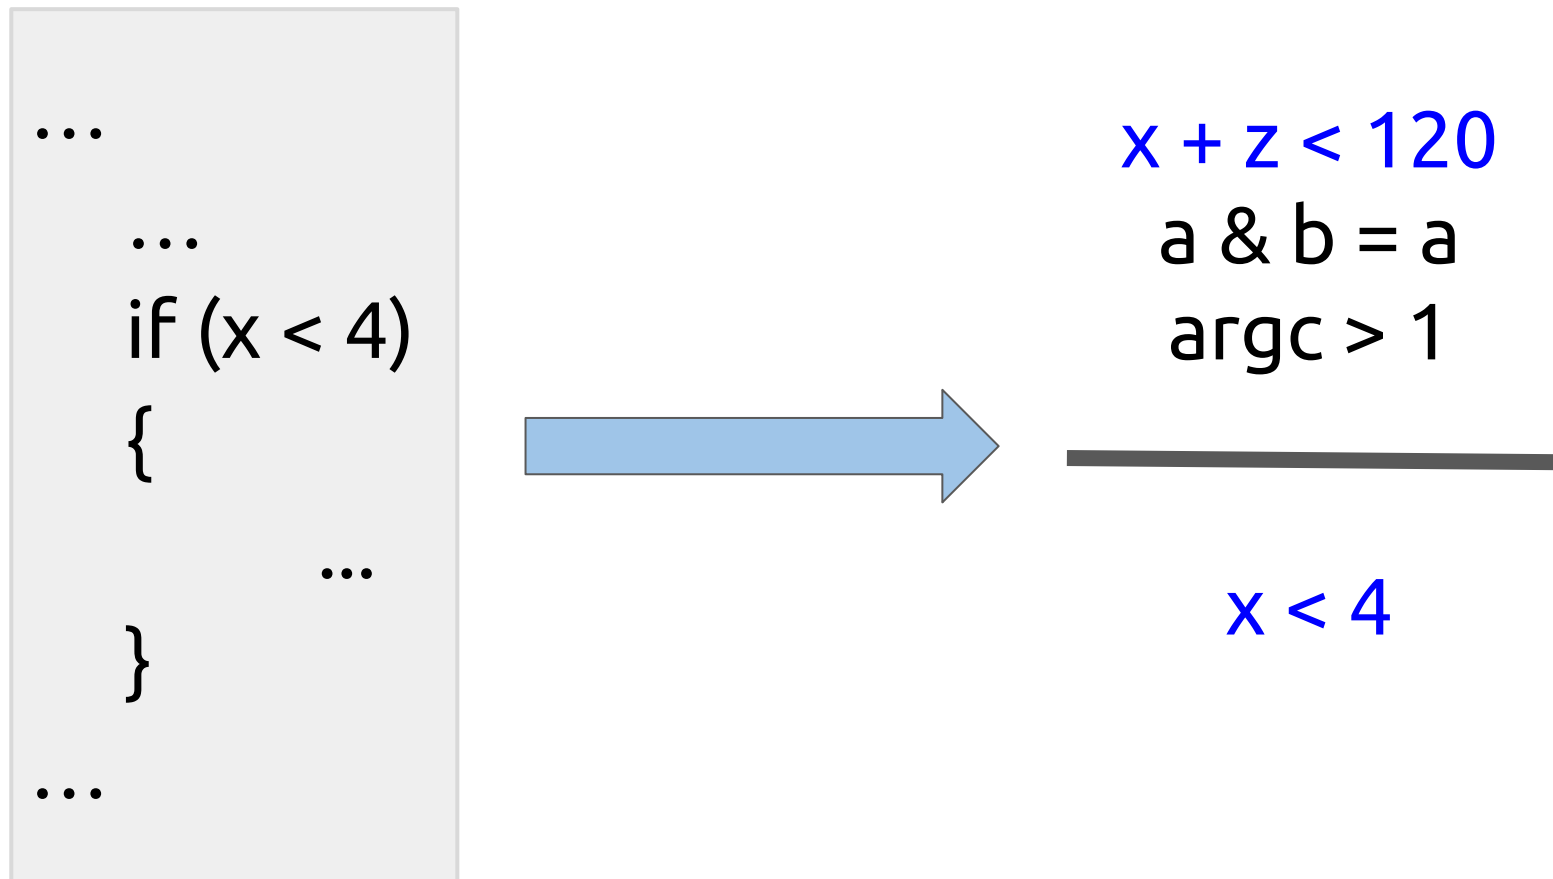 ...
...
if (x < 4)
{
...
}
...
x + z < 120
a & b = a
argc > 1
x < 4